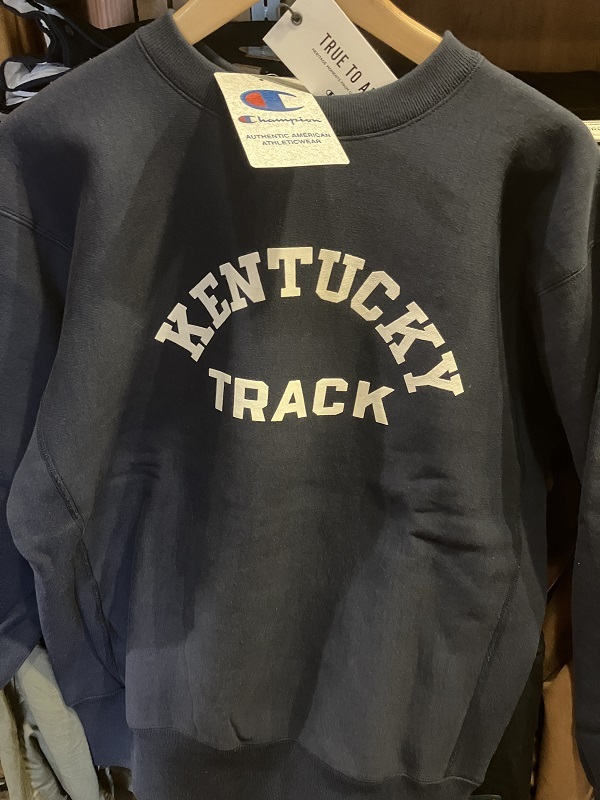 TRUE TO
Champion
AUTHENTIC AMERICAN
ATHLETICWEAR
KENTUCKY
TRACK